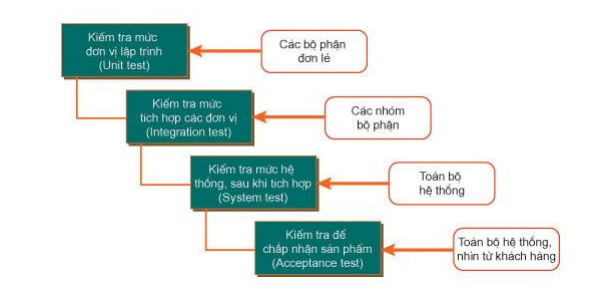 Kiểm tra mức
đơn vị lập trình
(Unit test)
Các bộ phận
đơn lẻ
Kiểm tra mức
tích hợp các đơn vị
(Integration test)
Các nhóm
bộ phận
Kiểm tra mức hệ
thống, sau khi tích hợp
(System test)
Toàn bộ
hệ thống
Kiểm tra để
chấp nhận sản phẩm
(Acceptance test)
Toàn bộ hệ thống,
nhìn từ khách hàng